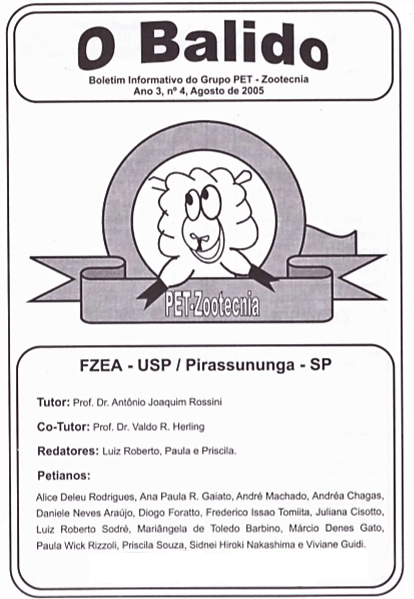 O Balido
Boletim Informativo do Grupo PET - Zootecnia
Ano 3, nº 4, Agosto de 2005
PET-Zootecnia
FZEA - USP / Pirassununga - SP
Tutor: Prof. Dr. Antônio Joaquim Rossini
Co-Tutor: Prof. Dr. Valdo R. Herling
Redatores: Luiz Roberto, Paula e Priscila.
Petianos:
Alice Deleu Rodrigues, Ana Paula R. Gaiato, André Machado, Andréa Chagas,
Daniele Neves Araújo, Diogo Foratto, Frederico Issao Tomiita, Juliana Cisotto,
Luiz Roberto Sodré, Mariângela de Toledo Barbino, Márcio Denes Gato,
Paula Wick Rizzoli, Priscila Souza, Sidnei Hiroki Nakashima e Viviane Guidi.